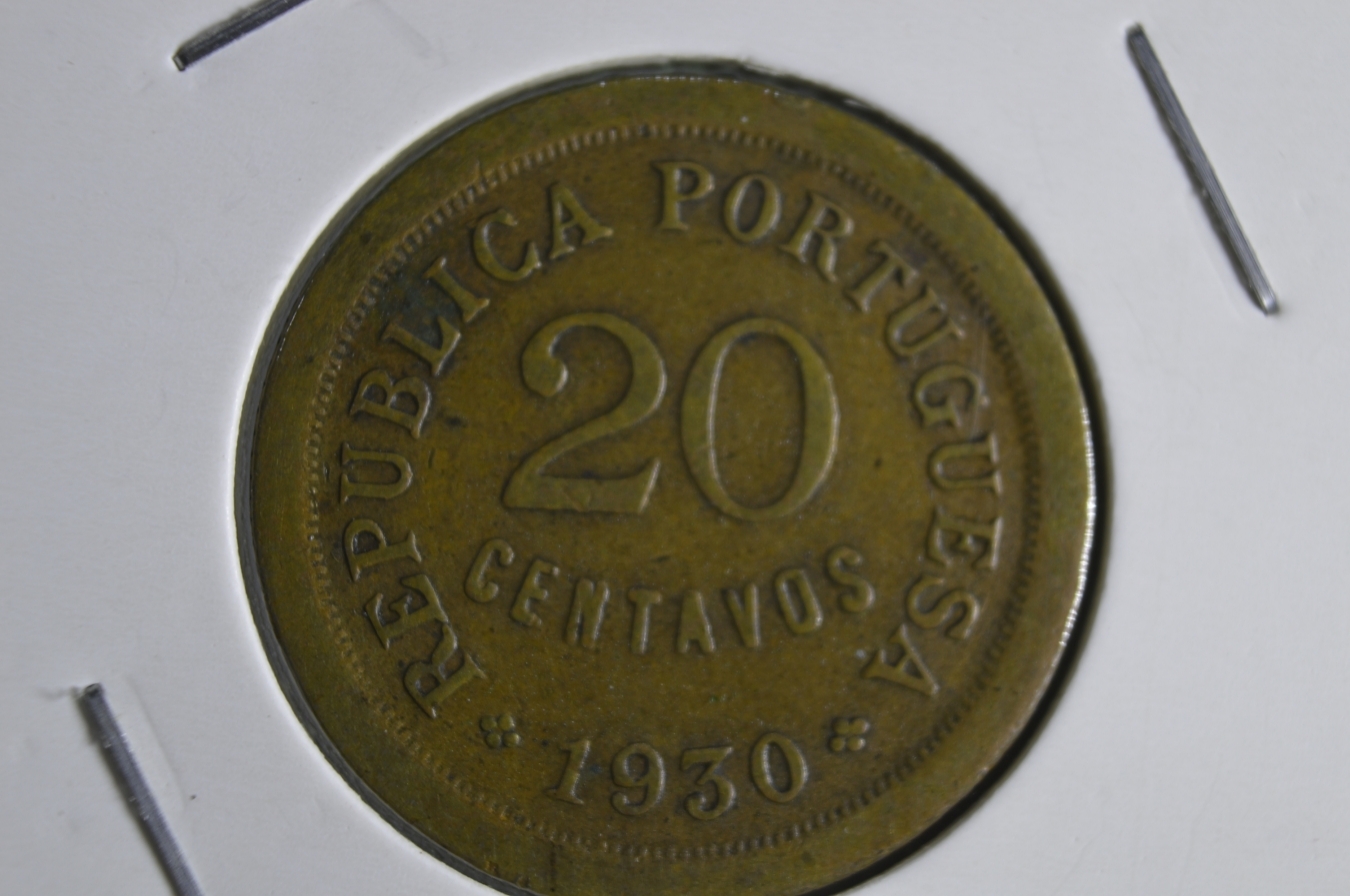 REPUBLICA PORTUGUESA
20
CENTAVOS
1930